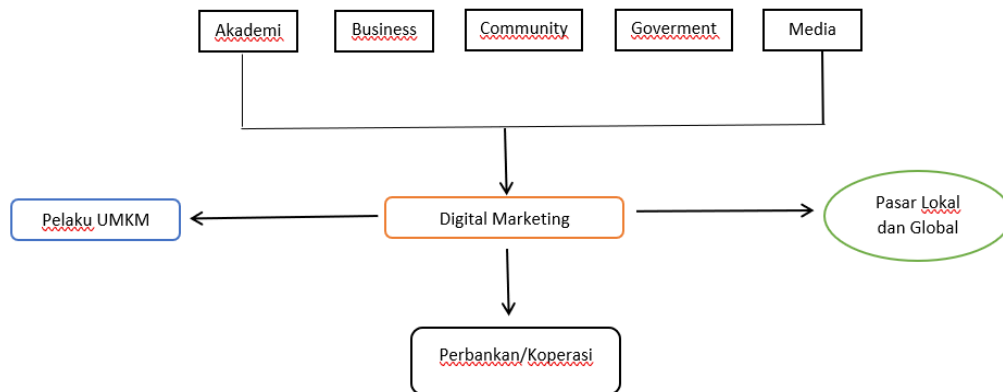 Akademi
Business
Community
Goverment
Media
Pelaku UMKM
Digital Marketing
Pasar Lokal
dan Global
Perbankan/Koperasi